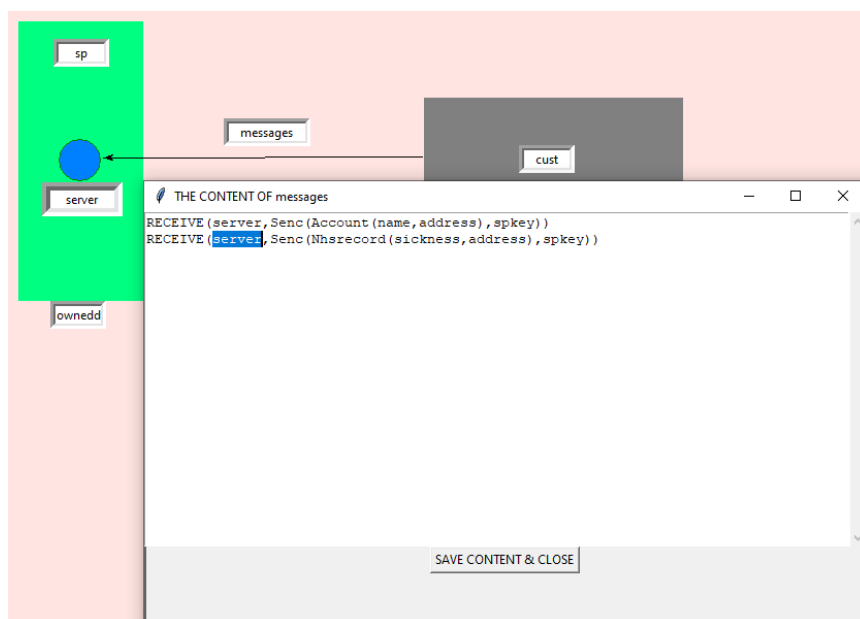 sp
messages
cust
server
THE CONTENT OF messages
RECEIVE(server,Senc(Account(name,address),spkey))
RECEIVE(server,Senc(Nhsrecord(sickness,address),spkey))
ownedd
SAVE CONTENT & CLOSE